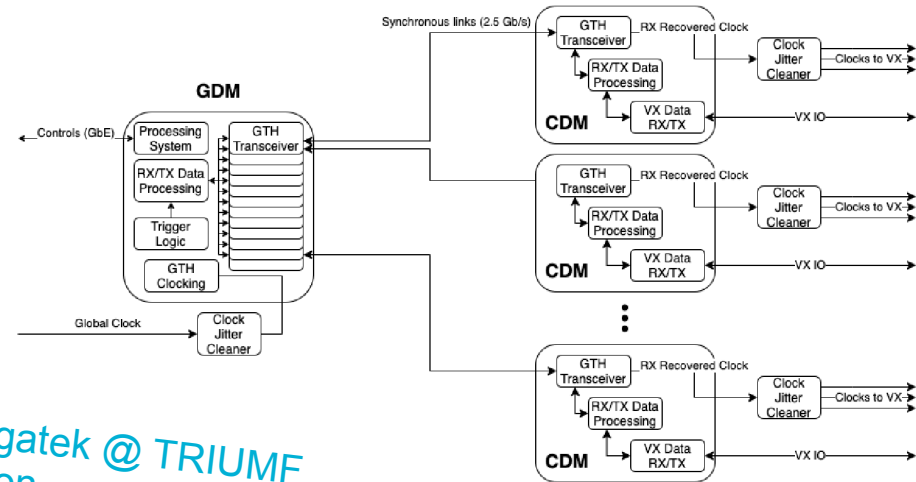 Synchronous links (2.5 Gb/s)
GTH
Transceiver
RX Recovered Clock
Clock
Jitter
Cleaner
Clocks to VX
RX/TX Data
Processing
VX Data
RX/TX
CDM
VX IO
GDM
Controls (GbE)
Processing
System
GTH
Transceiver
RX/TX Data
Processing
Trigger
Logic
GTH
Clocking
Global Clock
Clock
Jitter
Cleaner
GTH
Transceiver
RX Recovered Clock
Clock
Jitter
Cleaner
Clocks to VX
RX/TX Data
Processing
VX Data
RX/TX
CDM
VX IO
GTH
Transceiver
RX Recovered Clock
Clock
Jitter
Cleaner
Clocks to VX
RX/TX Data
Processing
VX Data
RX/TX
CDM
VX IO
gatek @ TRIUMF